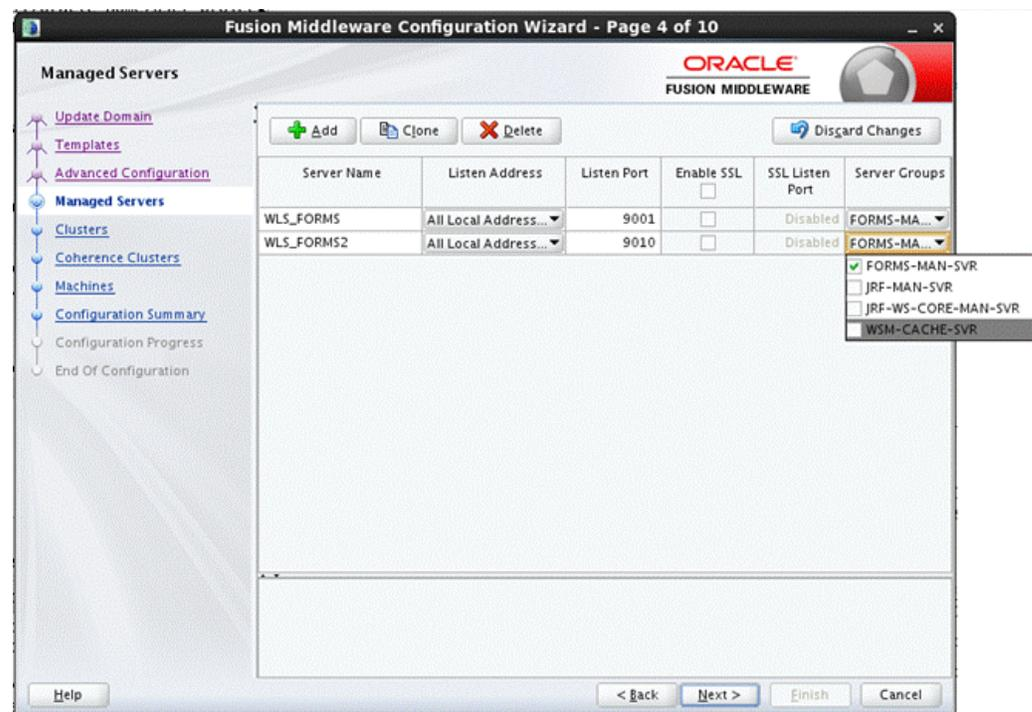 Fusion Middleware Configuration Wizard - Page 4 of 10
Managed Servers
ORACLE
FUSION MIDDLEWARE
Update Domain
Templates
Advanced Configuration
Managed Servers
Clusters
Coherence Clusters
Machines
Configuration Summary
Configuration Progress
End Of Configuration
Add Clone Delete Discard Changes
Server Name Listen Address Listen Port Enable SSL SSL Listen Port Server Groups
WLS_FORMS All Local Address... 9001 Disabled FORMS-MA...
WLS_FORMS2 All Local Address... 9010 Disabled FORMS-MA...
FORMS-MAN-SVR
JRF-MAN-SVR
JRF-WS-CORE-MAN-SVR
WSM-CACHE-SVR
Help < Back Next > Finish Cancel